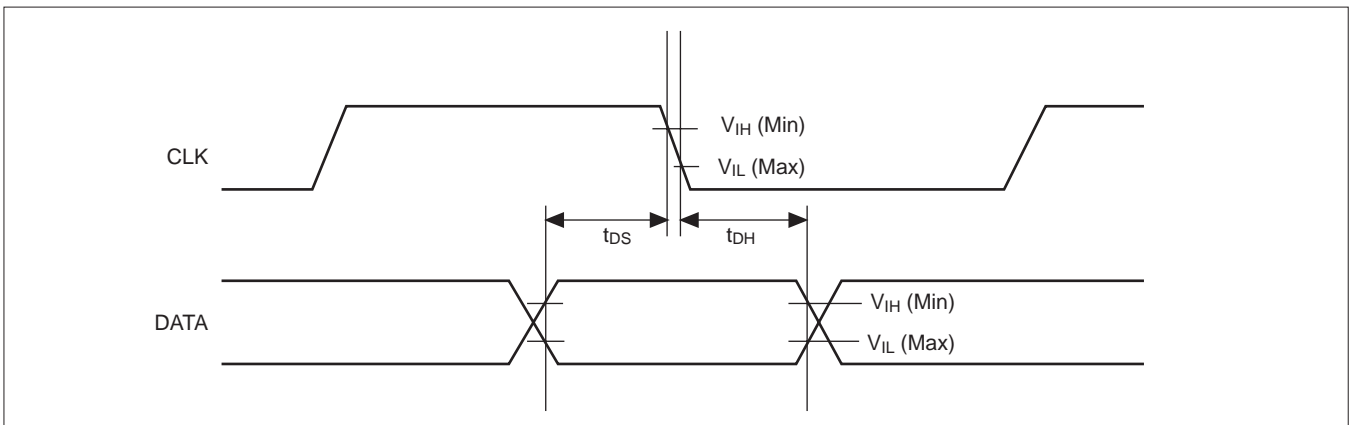 CLK
VIH (Min)
VIL (Max)
tDS
tDH
DATA
VIH (Min)
VIL (Max)